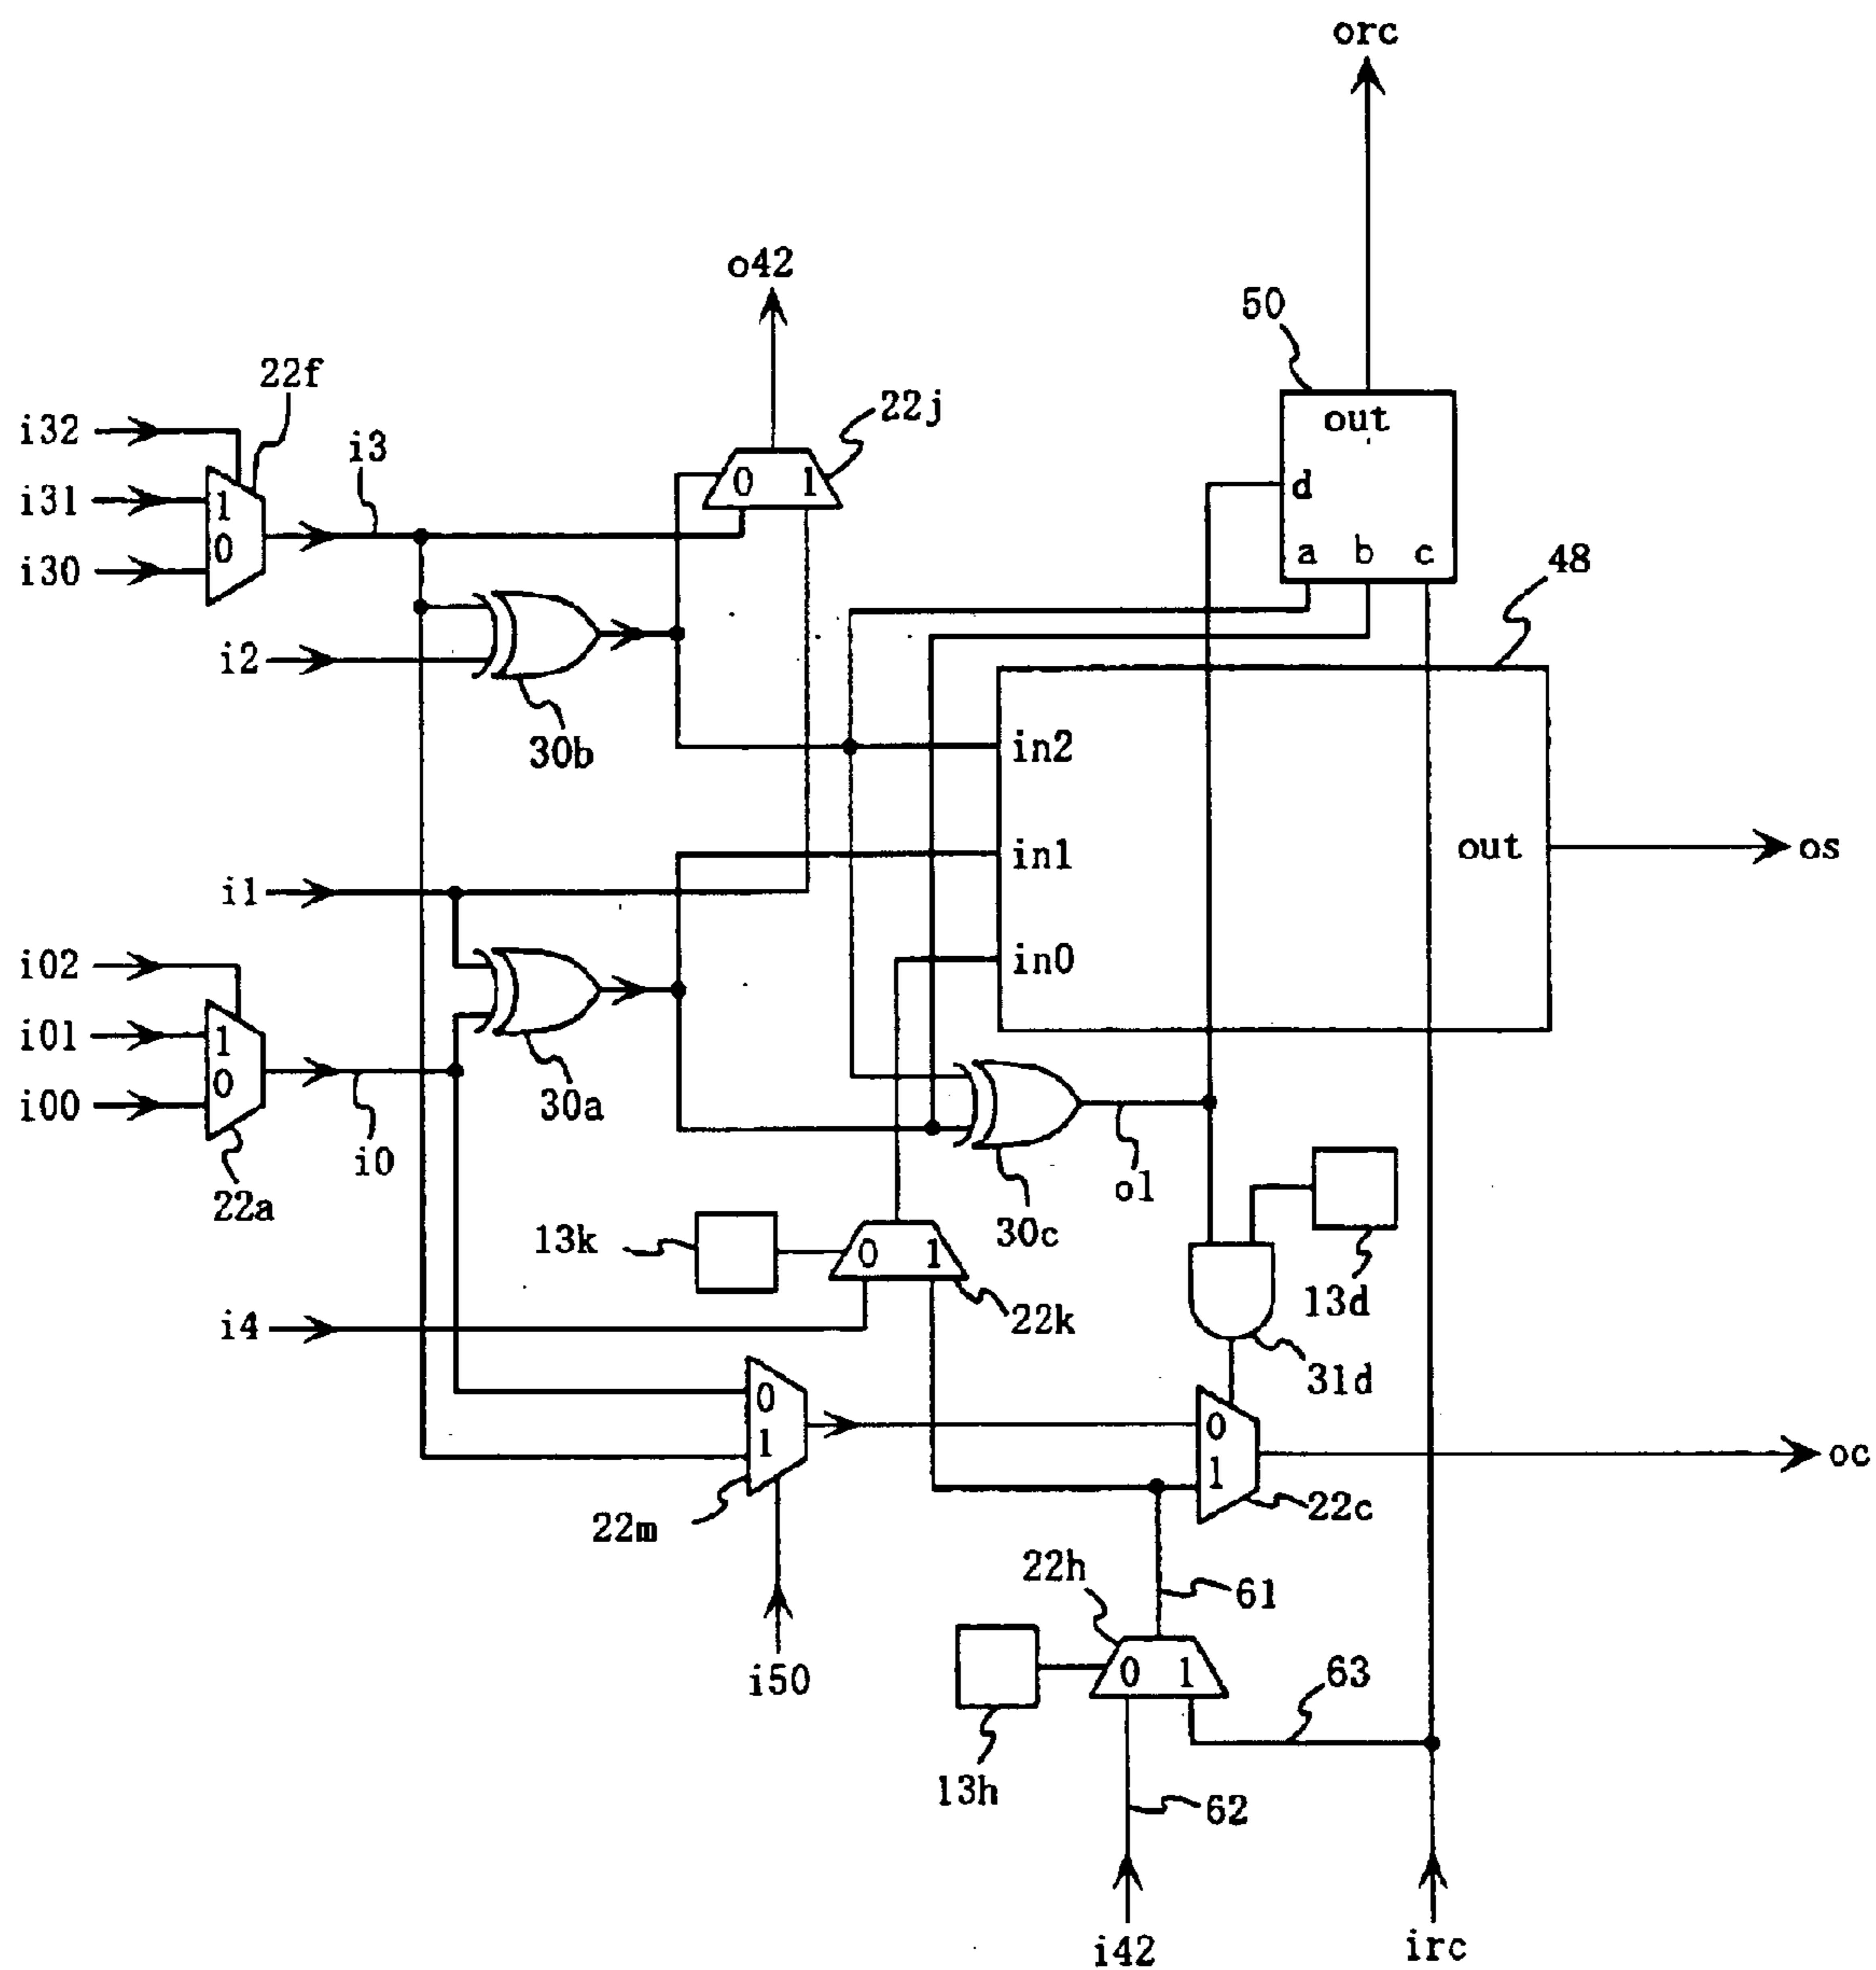 orc
o42
50
22f
22j
out
i32
i3
d
i31
1
0
0 1
a b c
48
i30
i2
30b
in2
in1
out
os
i1
in0
i02
i01
1
0
i00
30a
i0
o1
22a
30c
13k
0 1
13d
i4
22k
31d
0
1
0
1
oc
22m
22c
22h
61
i50
0 1
63
13h
62
i42
irc